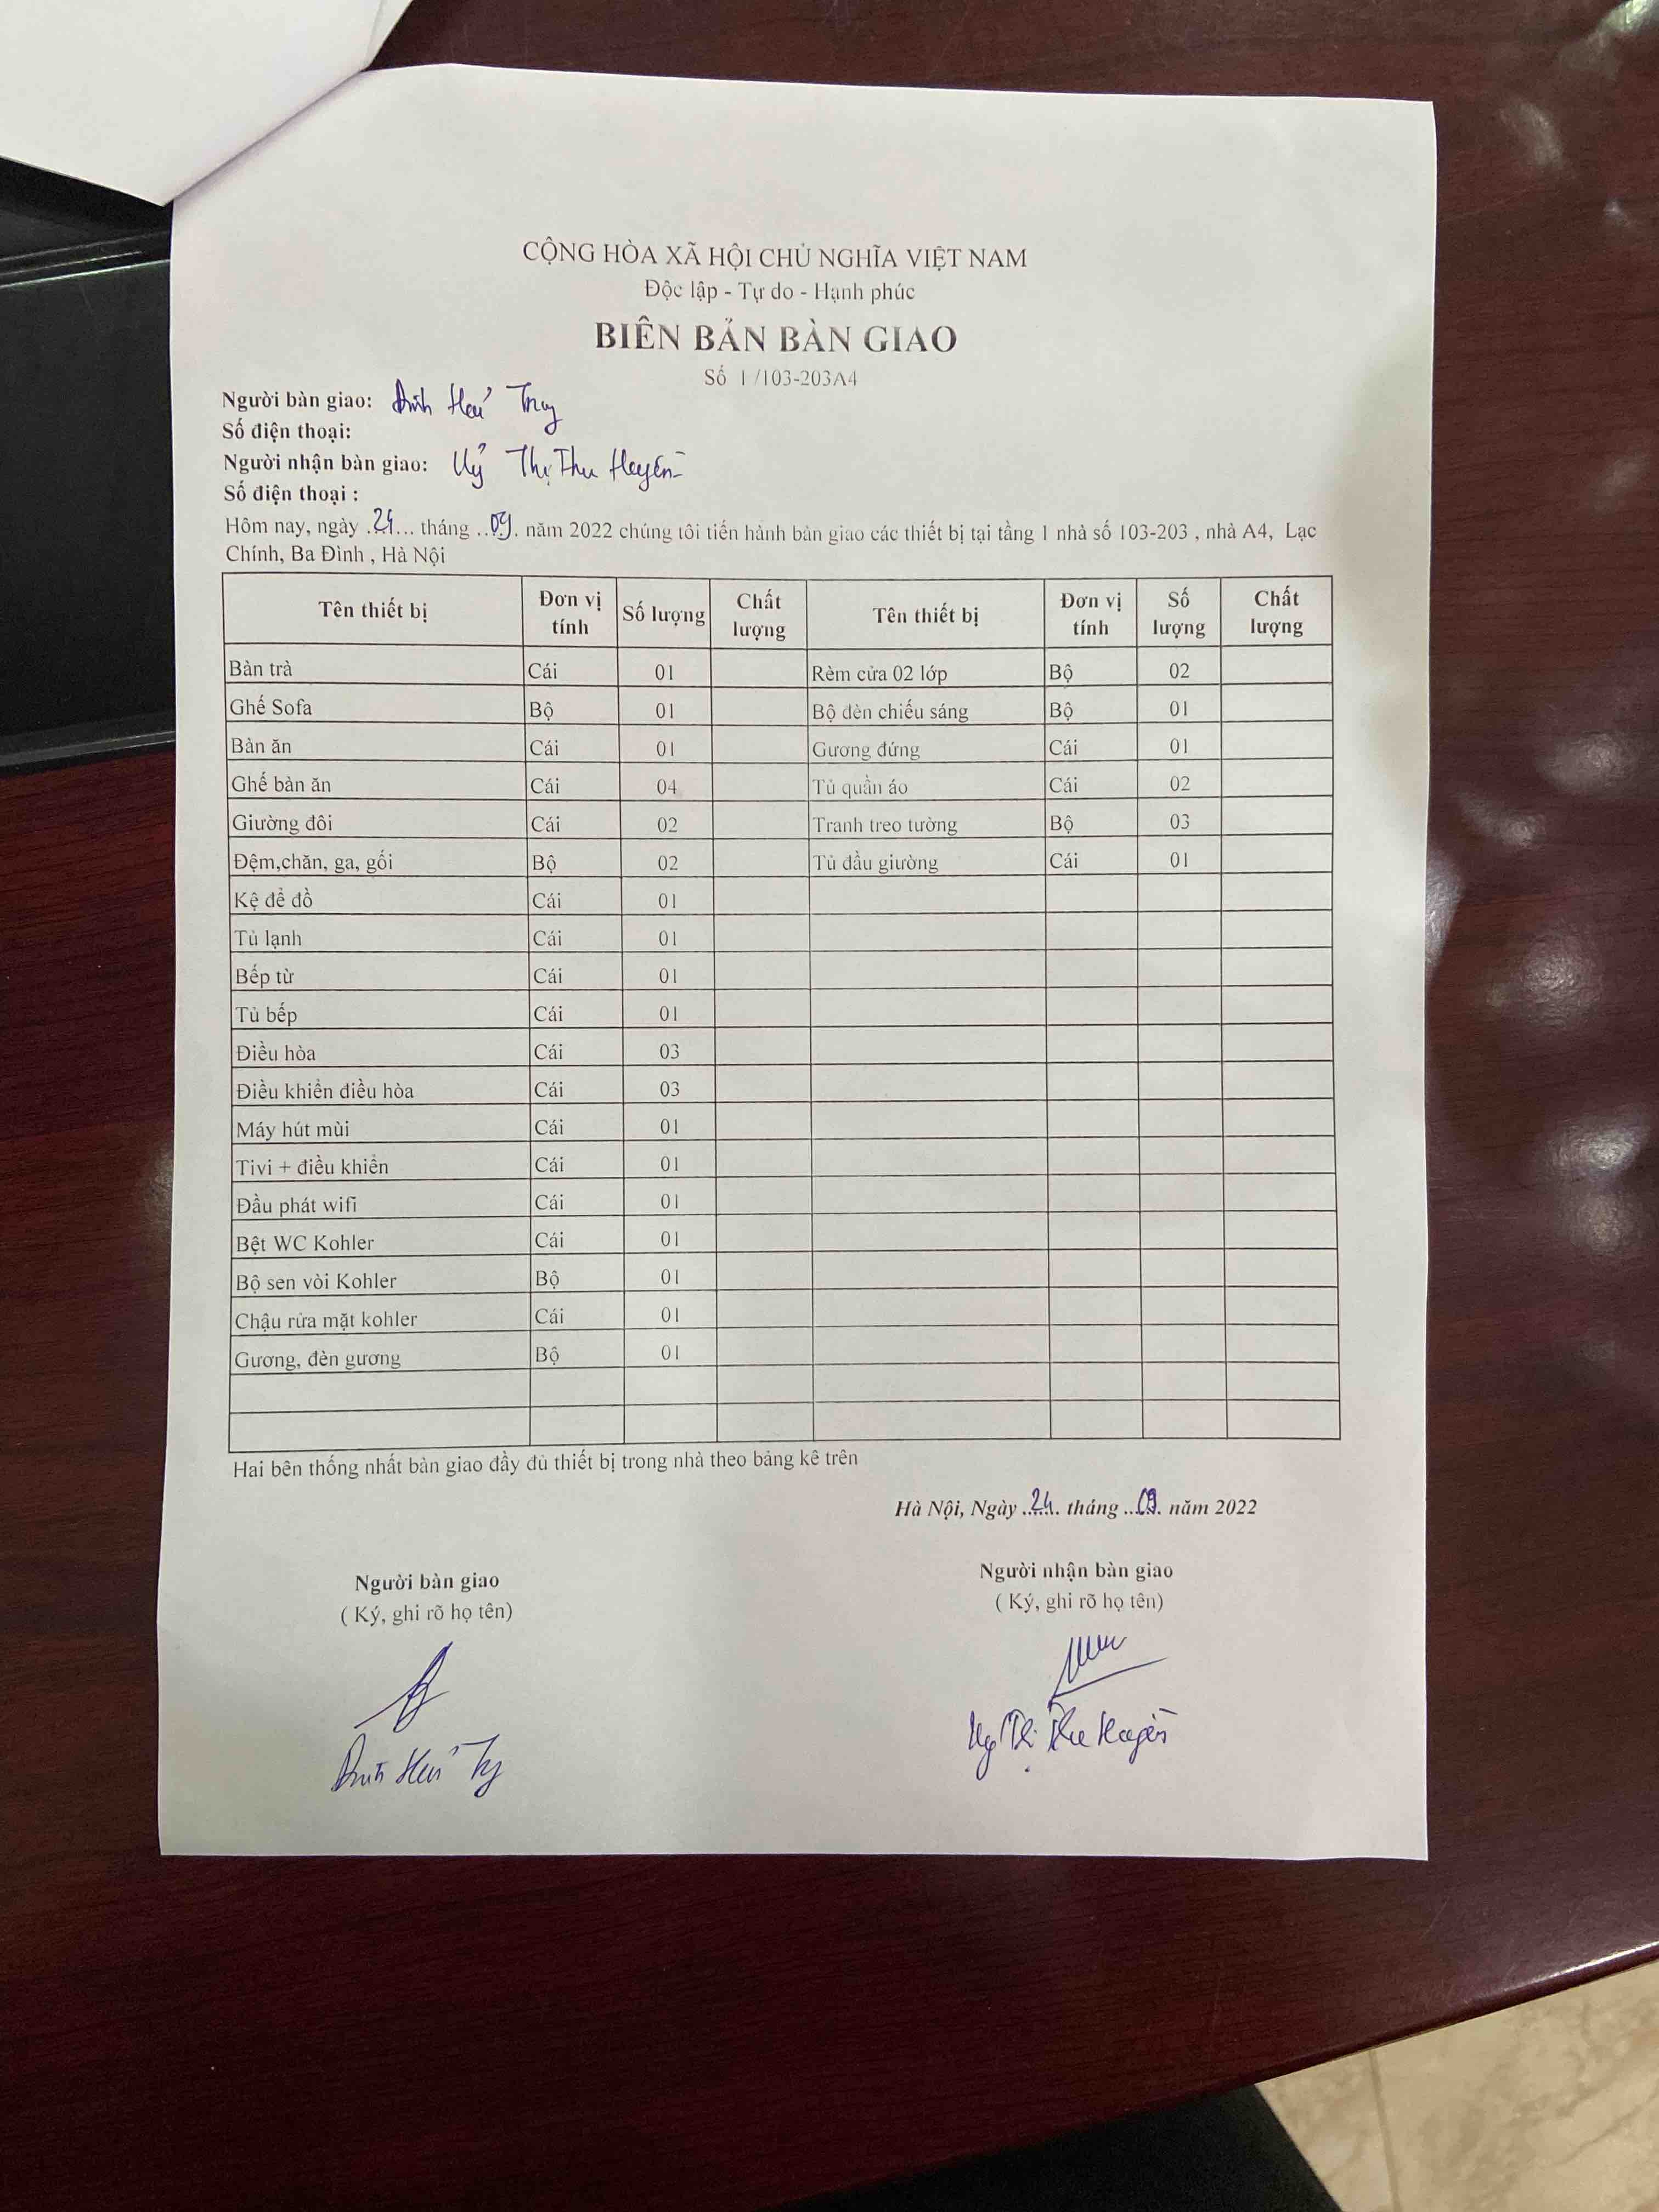 CỘNG HÒA XÃ HỘI CHỦ NGHĨA VIỆT NAM
Độc lập - Tự do - Hạnh phúc
BIÊN BẢN BÀN GIAO
Số 1 /103-203A4
Người bàn giao: Đinh
Số điện thoại:
Người nhận bàn giao: Thị Thu Huyền
Số điện thoại :
Hôm nay, ngày .24... tháng ...09. năm 2022 chúng tôi tiến hành bàn giao các thiết bị tại tầng 1 nhà số 103-203 , nhà A4, Lạc
Chính, Ba Đình , Hà Nội
Tên thiết bị Đơn vị tính Số lượng Chất lượng Tên thiết bị Đơn vị tính Số lượng Chất lượng
Bàn trà Cái 01 Rèm cửa 02 lớp Bộ 02
Ghế Sofa Bộ 01 Bộ đèn chiếu sáng Bộ 01
Bàn ăn Cái 01 Gương đứng Cái 01
Ghế bàn ăn Cái 04 Tủ quần áo Cái 02
Giường đôi Cái 02 Tranh treo tường Bộ 03
Đệm,chăn, ga, gối Bộ 02 Tủ đầu giường Cái 01
Kệ để đồ Cái 01
Tủ lạnh Cái 01
Bếp từ Cái 01
Tủ bếp Cái 01
Điều hòa Cái 03
Điều khiển điều hòa Cái 03
Máy hút mùi Cái 01
Tivi + điều khiển Cái 01
Đầu phát wifi Cái 01
Bệt WC Kohler Cái 01
Bộ sen vòi Kohler Bộ 01
Chậu rửa mặt kohler Cái 01
Gương, đèn gương Bộ 01
Hai bên thống nhất bàn giao đầy đủ thiết bị trong nhà theo bảng kê trên
Hà Nội, Ngày ..24.. tháng ...09. năm 2022
Người bàn giao
( Ký, ghi rõ họ tên)
Người nhận bàn giao
( Ký, ghi rõ họ tên)
Đinh
Thị Thu Huyền